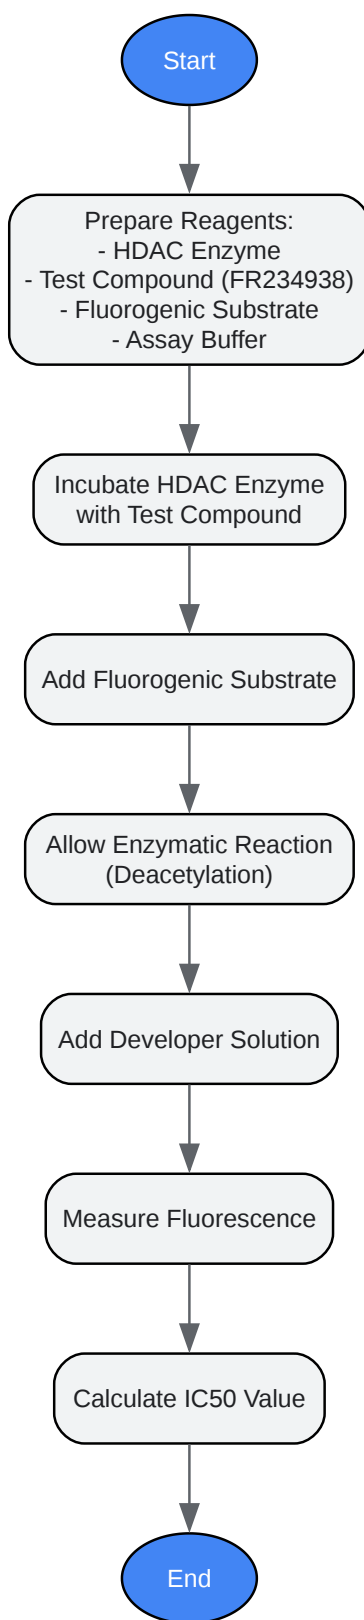 Start
Prepare Reagents:
- HDAC Enzyme
- Test Compound (FR234938)
- Fluorogenic Substrate
- Assay Buffer
Incubate HDAC Enzyme
with Test Compound
Add Fluorogenic Substrate
Allow Enzymatic Reaction
(Deacetylation)
Add Developer Solution
Measure Fluorescence
Calculate IC50 Value
End